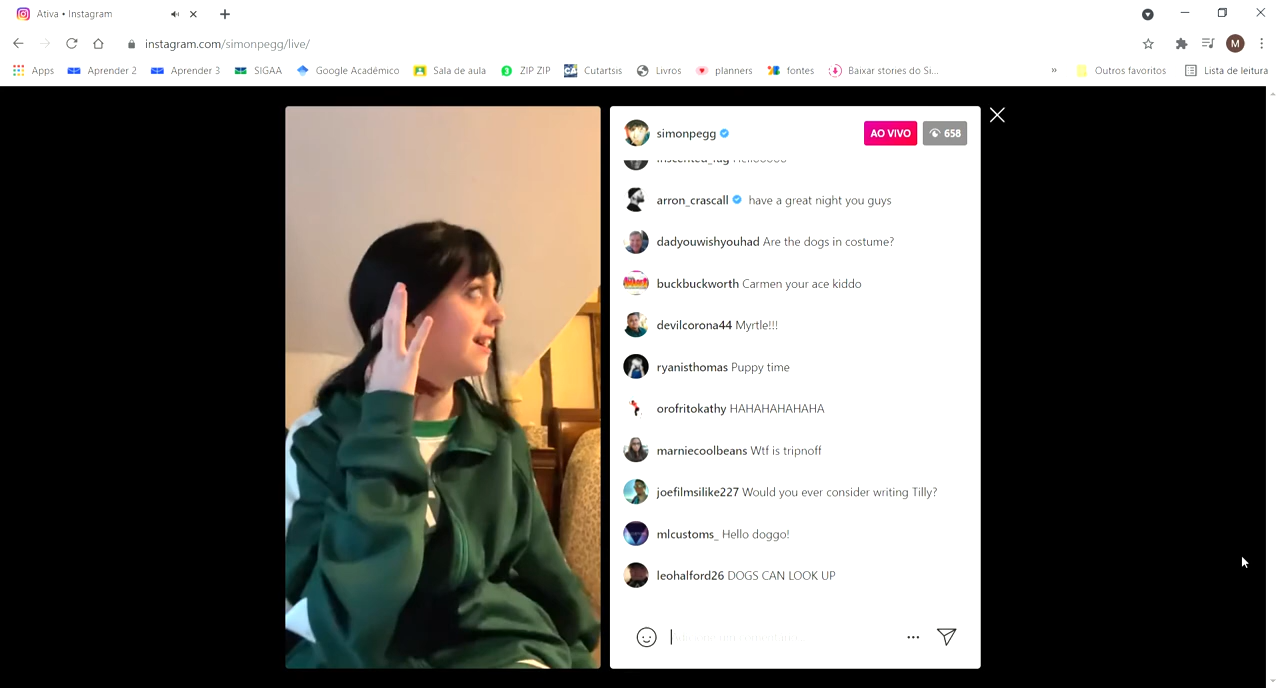 Ativa • Instagram
instagram.com/simonpegg/live/
M
Apps
Aprender 2
Aprender 3
SIGAA
Google Acadêmico
Sala de aula
ZIP ZIP
Cutartsis
Livros
planners
fontes
Baixar stories do Si...
»
Outros favoritos
Lista de leitura
simonpegg
AO VIVO
658
arron_crascall have a great night you guys
dadyouwishyouhad Are the dogs in costume?
buckbuckworth Carmen your ace kiddo
devilcorona44 Myrtle!!!
ryanisthomas Puppy time
orofritokathy HAHAHAHAHAHA
marniecoolbeans Wtf is tripnoff
joefilmsilike227 Would you ever consider writing Tilly?
mlcustoms_ Hello doggo!
leohalford26 DOGS CAN LOOK UP